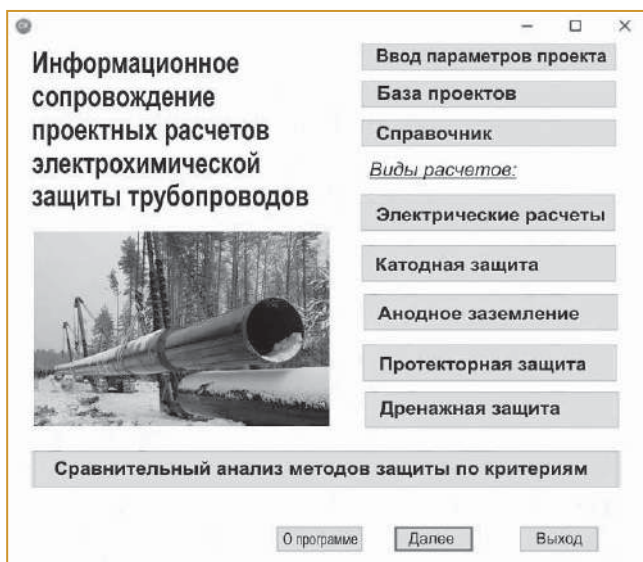 Информационное
сопровождение
проектных расчетов
электрохимической
защиты трубопроводов
Ввод параметров проекта
База проектов
Справочник
Виды расчетов:
Электрические расчеты
Катодная защита
Анодное заземление
Протекторная защита
Дренажная защита
Сравнительный анализ методов защиты по критериям
О программе
Далее
Выход